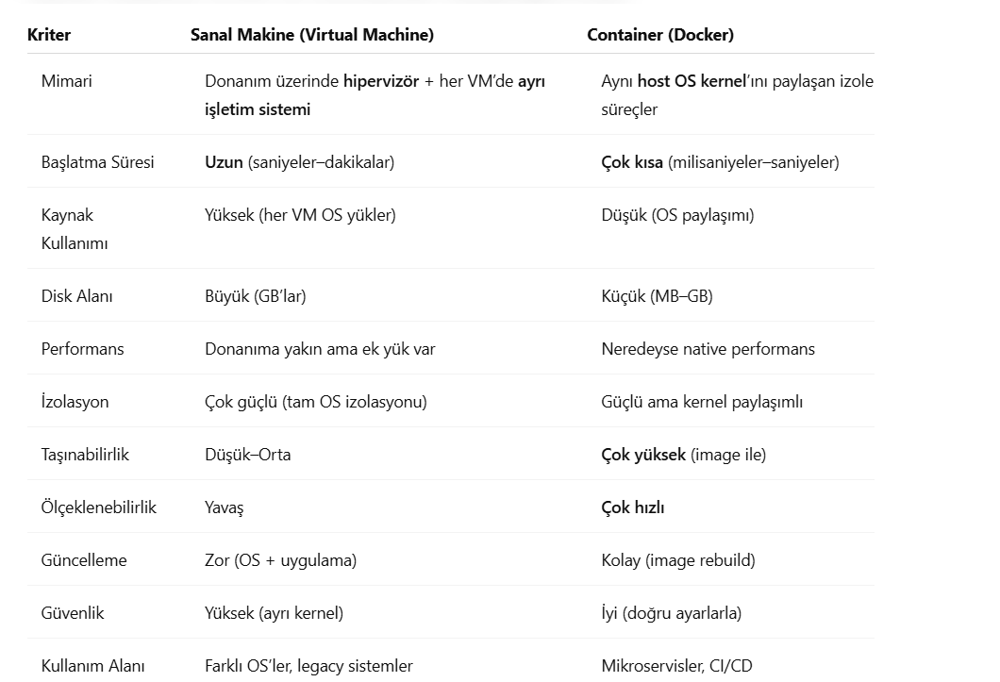 Kriter Sanal Makine (Virtual Machine) Container (Docker)
Mimari Donanım üzerinde hipervizör + her VM’de ayrı Aynı host OS kernel’ını paylaşan izole
işletim sistemi süreçler
Başlatma Süresi Uzun (saniyeler–dakikalar) Çok kısa (milisaniyeler–saniyeler)
Kaynak Yüksek (her VM OS yükler) Düşük (OS paylaşımı)
Kullanımı
Disk Alanı Büyük (GB’lar) Küçük (MB–GB)
Performans Donanıma yakın ama ek yük var Neredeyse native performans
İzolasyon Çok güçlü (tam OS izolasyonu) Güçlü ama kernel paylaşımlı
Taşınabilirlik Düşük–Orta Çok yüksek (image ile)
Ölçeklenebilirlik Yavaş Çok hızlı
Güncelleme Zor (OS + uygulama) Kolay (image rebuild)
Güvenlik Yüksek (ayrı kernel) İyi (doğru ayarlarla)
Kullanım Alanı Farklı OS’ler, legacy sistemler Mikroservisler, CI/CD